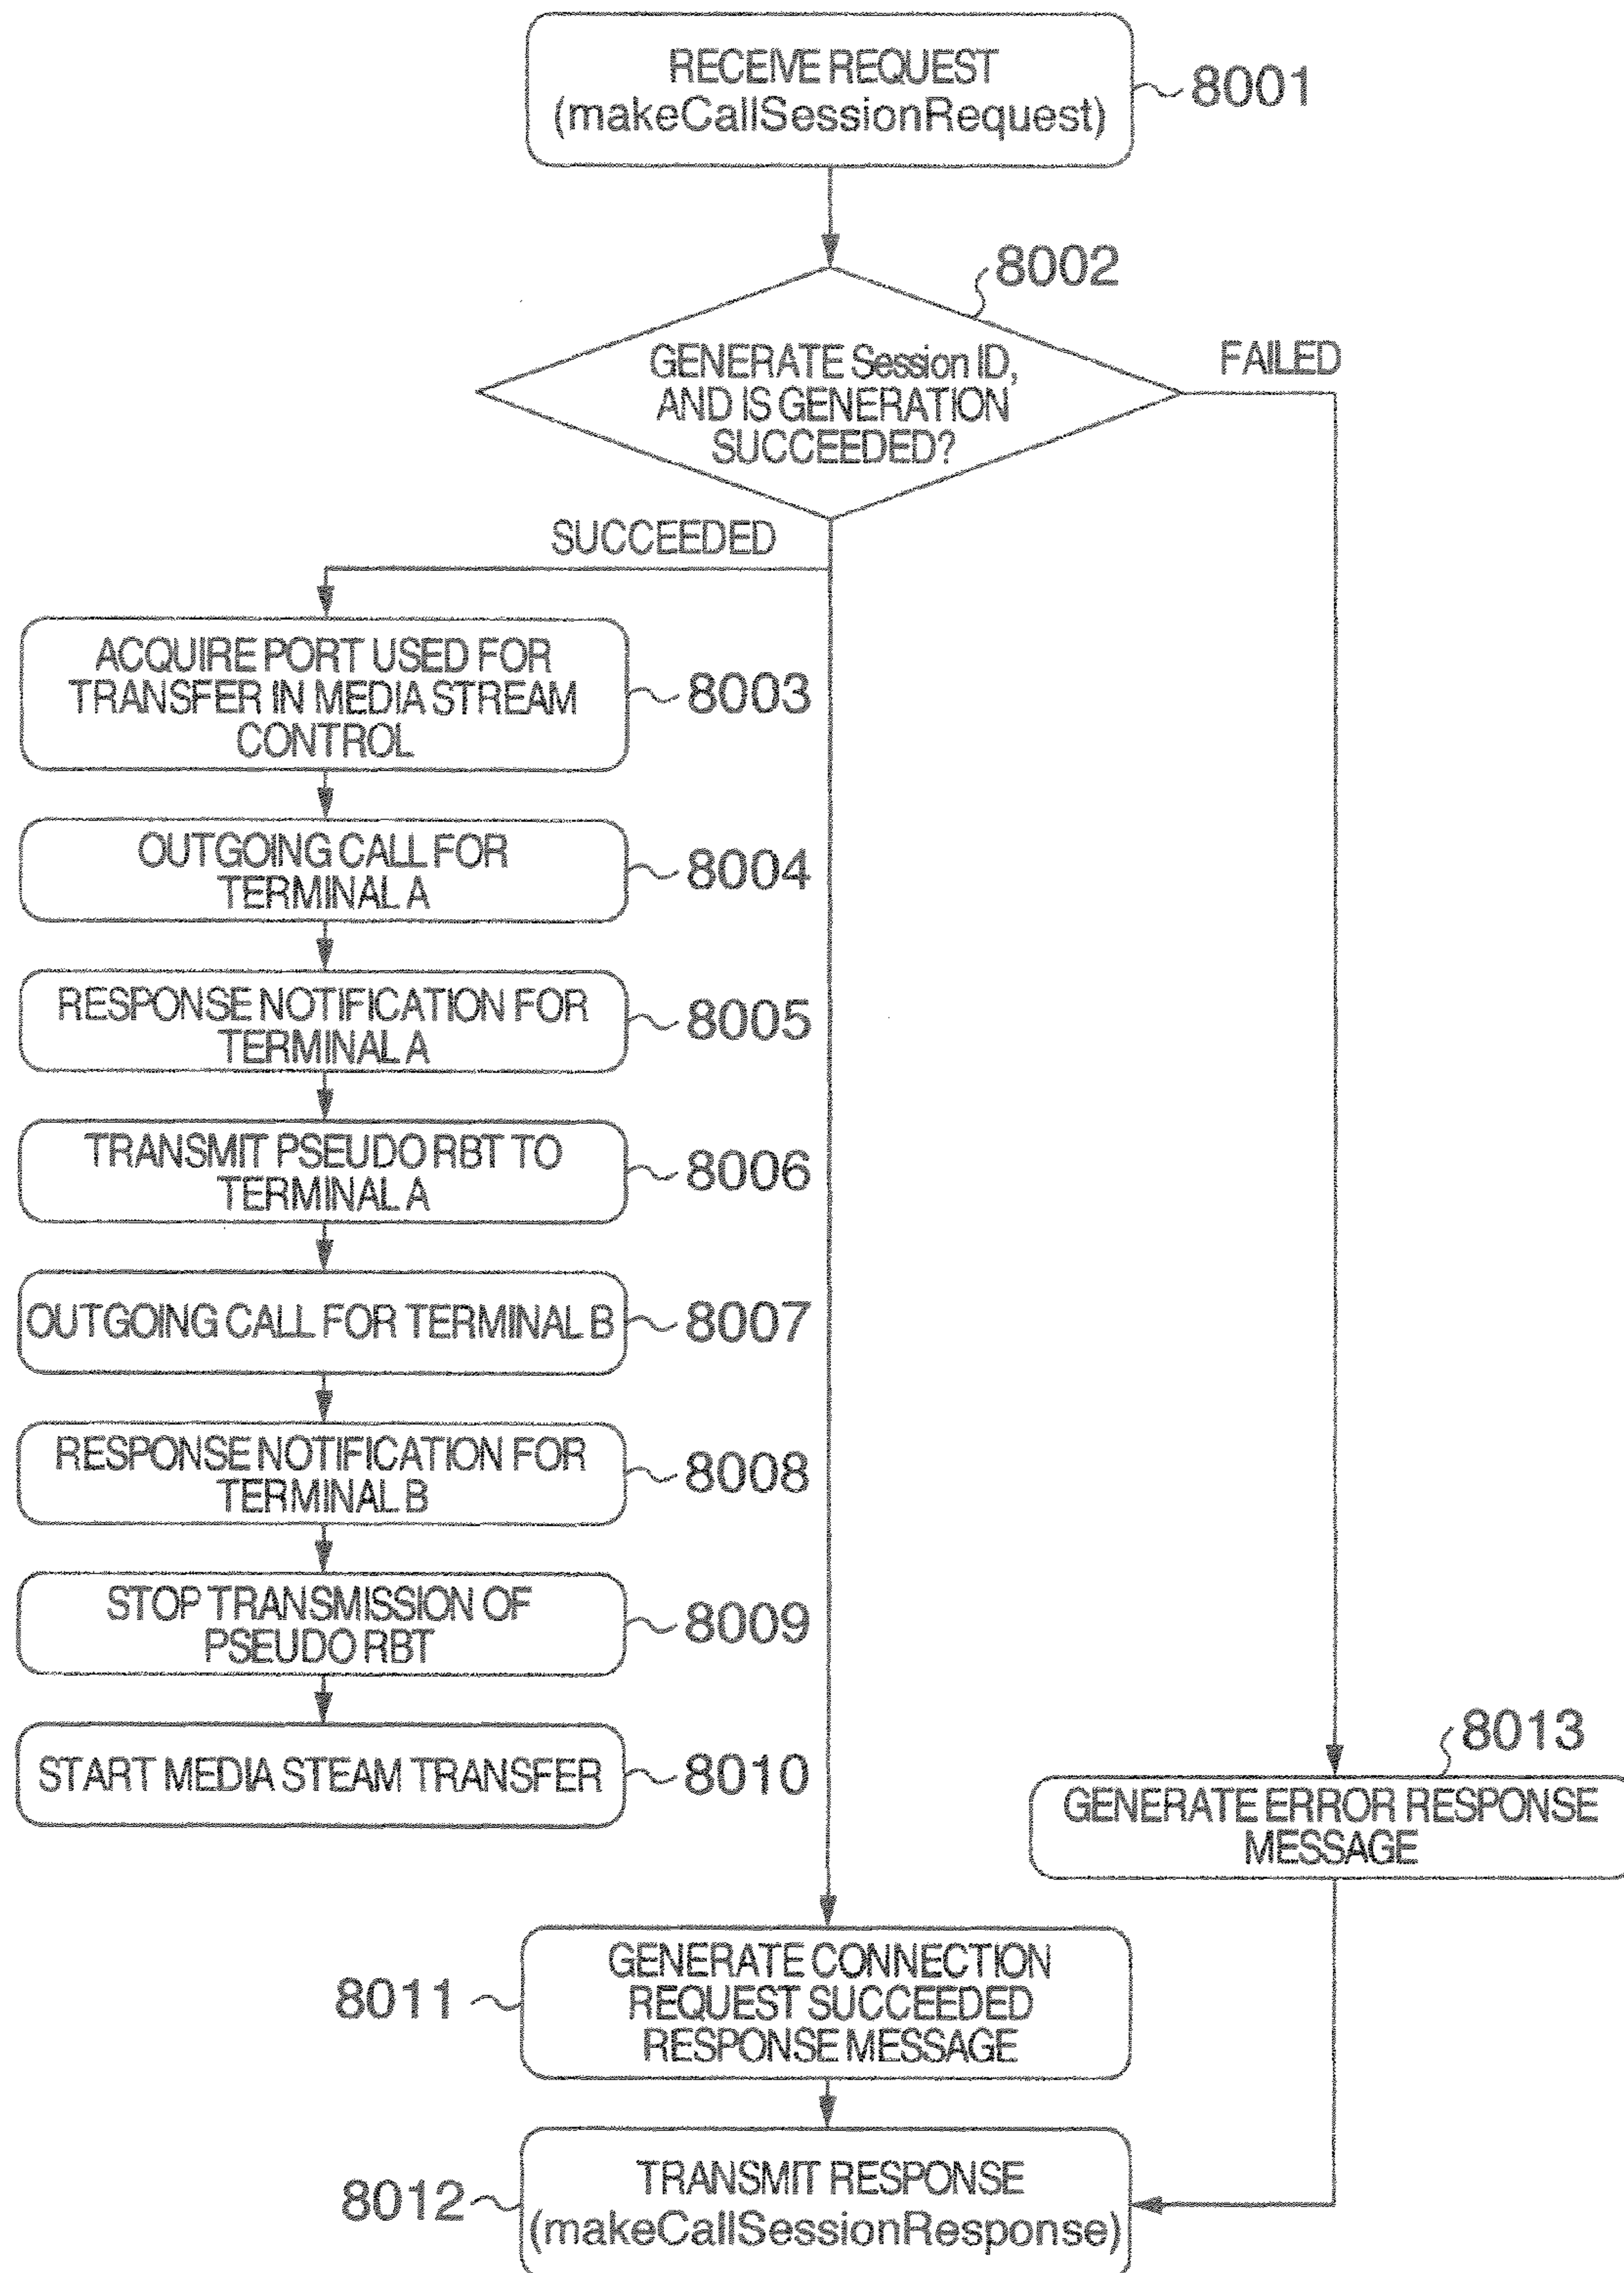 RECEIVE REQUEST
(makeCallSessionRequest)
8001
8002
GENERATE Session ID,
AND IS GENERATION
SUCCEEDED?
FAILED
SUCCEEDED
ACQUIRE PORT USED FOR
TRANSFER IN MEDIA STREAM
CONTROL
8003
OUTGOING CALL FOR
TERMINAL A
8004
RESPONSE NOTIFICATION FOR
TERMINAL A
8005
TRANSMIT PSEUDO RBT TO
TERMINAL A
8006
OUTGOING CALL FOR TERMINAL B
8007
RESPONSE NOTIFICATION FOR
TERMINAL B
8008
STOP TRANSMISSION OF
PSEUDO RBT
8009
START MEDIA STEAM TRANSFER
8010
8013
GENERATE ERROR RESPONSE
MESSAGE
8011
GENERATE CONNECTION
REQUEST SUCCEEDED
RESPONSE MESSAGE
8012
TRANSMIT RESPONSE
(makeCallSessionResponse)